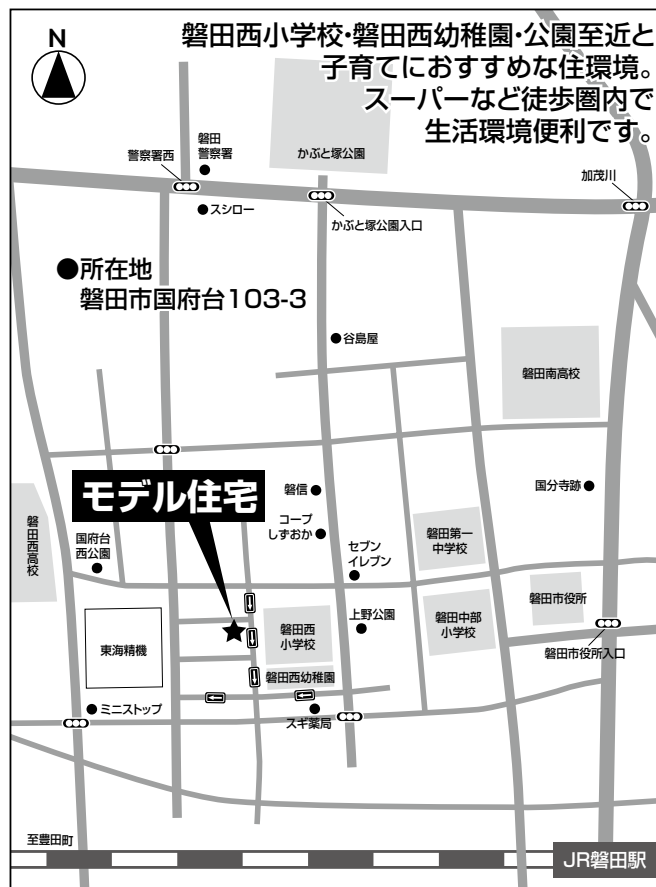 N
磐田西小学校・磐田西幼稚園・公園至近と
子育てにおすすめな住環境。
スーパーなど徒歩圏内で
生活環境便利です。
磐田
警察署
警察署西
かぶと塚公園
加茂川
スシロー
かぶと塚公園入口
●所在地
磐田市国府台103-3
谷島屋
磐田南高校
モデル住宅
磐信
国分寺跡
コープ
しずおか
磐田第一
中学校
磐田西高校
国府台
西公園
セブン
イレブン
磐田市役所
東海精機
磐田西
小学校
上野公園
磐田中部
小学校
磐田市役所入口
磐田西幼稚園
ミニストップ
スギ薬局
至豊田町
JR磐田駅